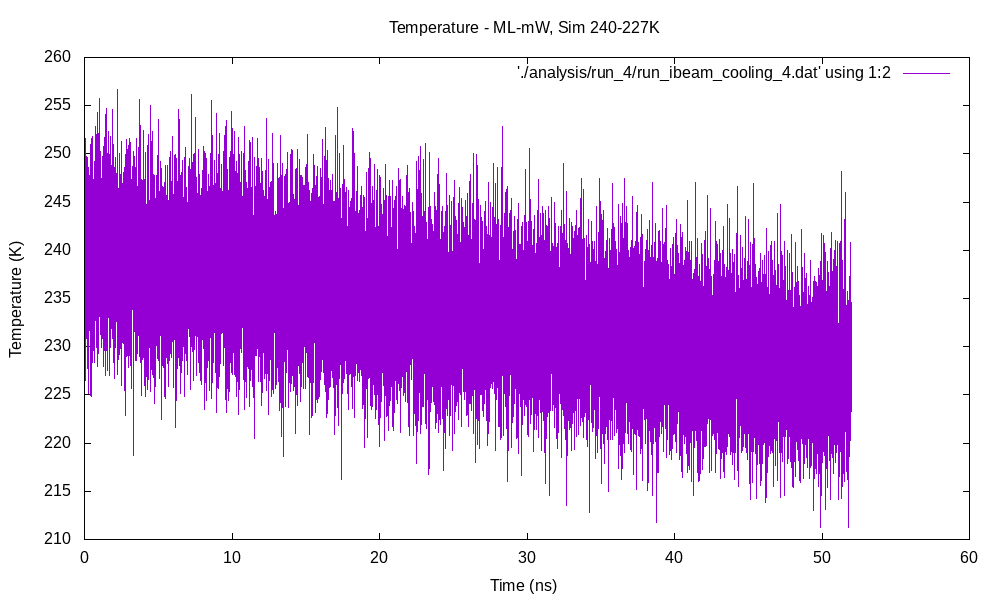 Temperature - ML-mW, Sim 240-227K
'./analysis/run_4/run_ibeam_cooling_4.dat' using 1:2
260
255
250
245
240
235
230
225
220
215
210
Temperature (K)
0 10 20 30 40 50 60
Time (ns)